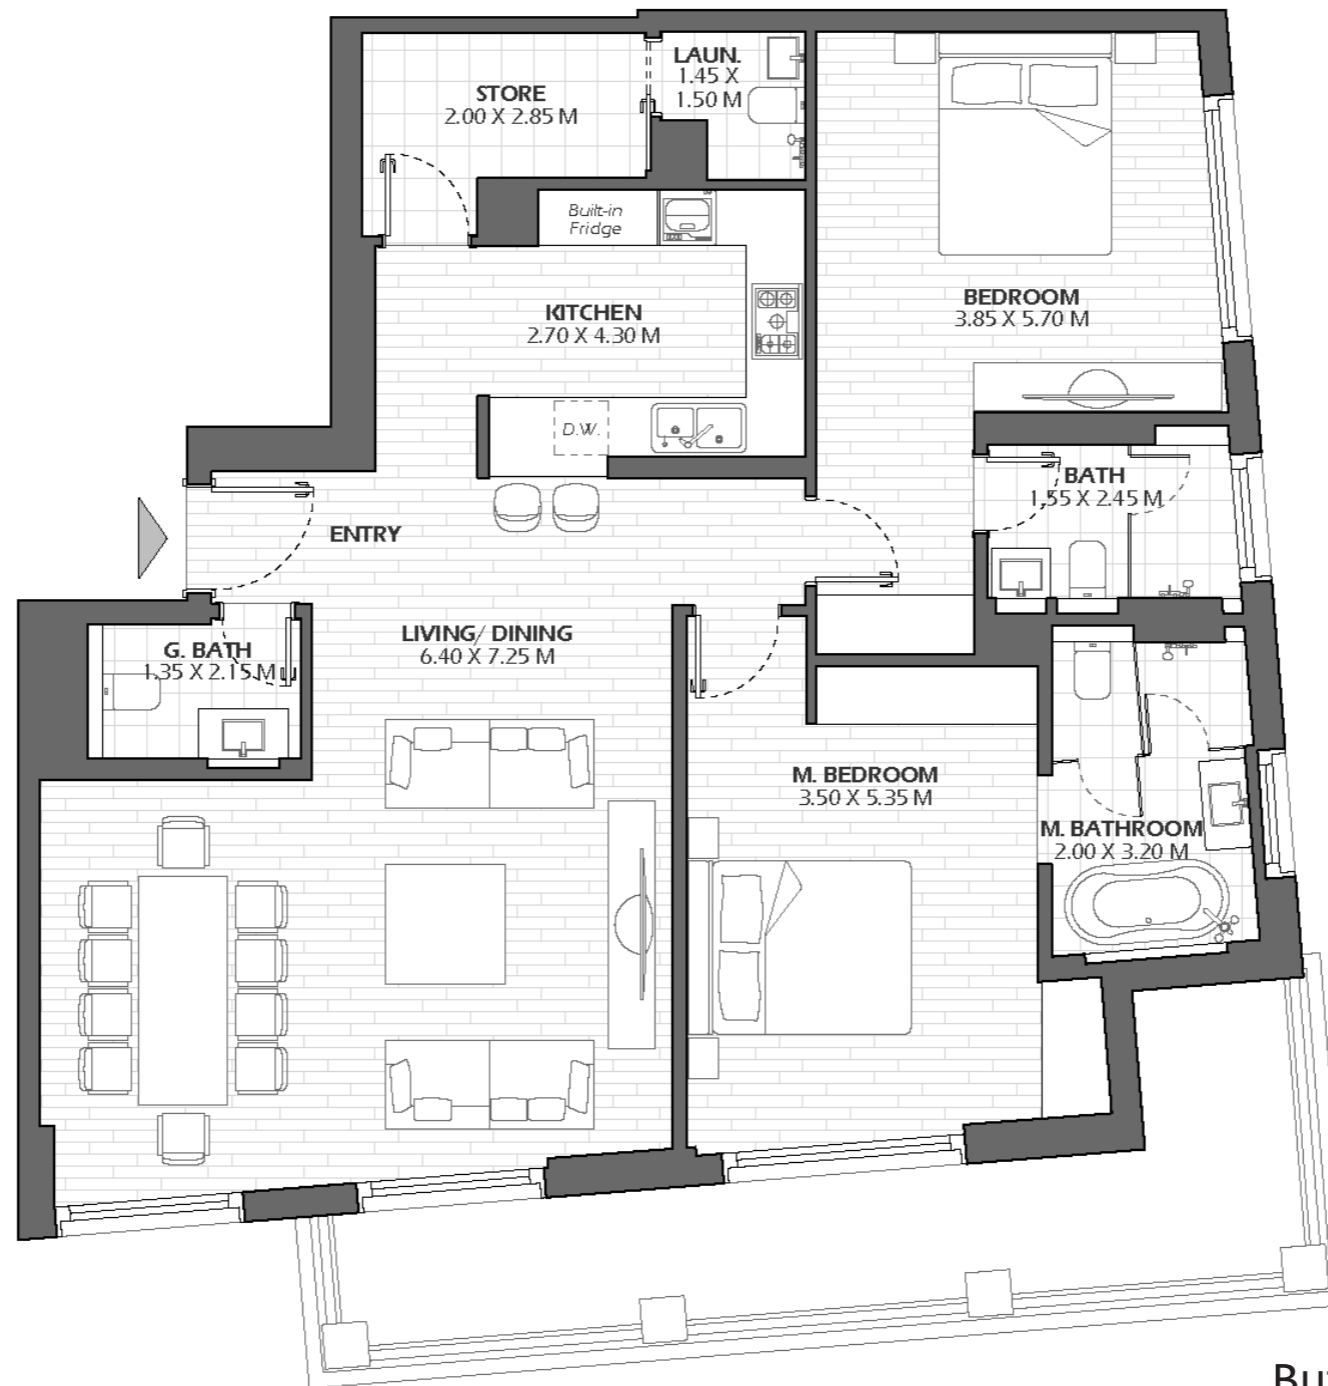 LAUN.
1.45 X
1.50 M
STORE
2.00 X 2.85 M
Built-in
Fridge
BEDROOM
3.85 X 5.70 M
KITCHEN
2.70 X 4.30 M
D.W.
BATH
1.55 X 2.45 M
ENTRY
LIVING/ DINING
6.40 X 7.25 M
G. BATH
1.35 X 2.15 M
M. BEDROOM
3.50 X 5.35 M
M. BATHROOM
2.00 X 3.20 M